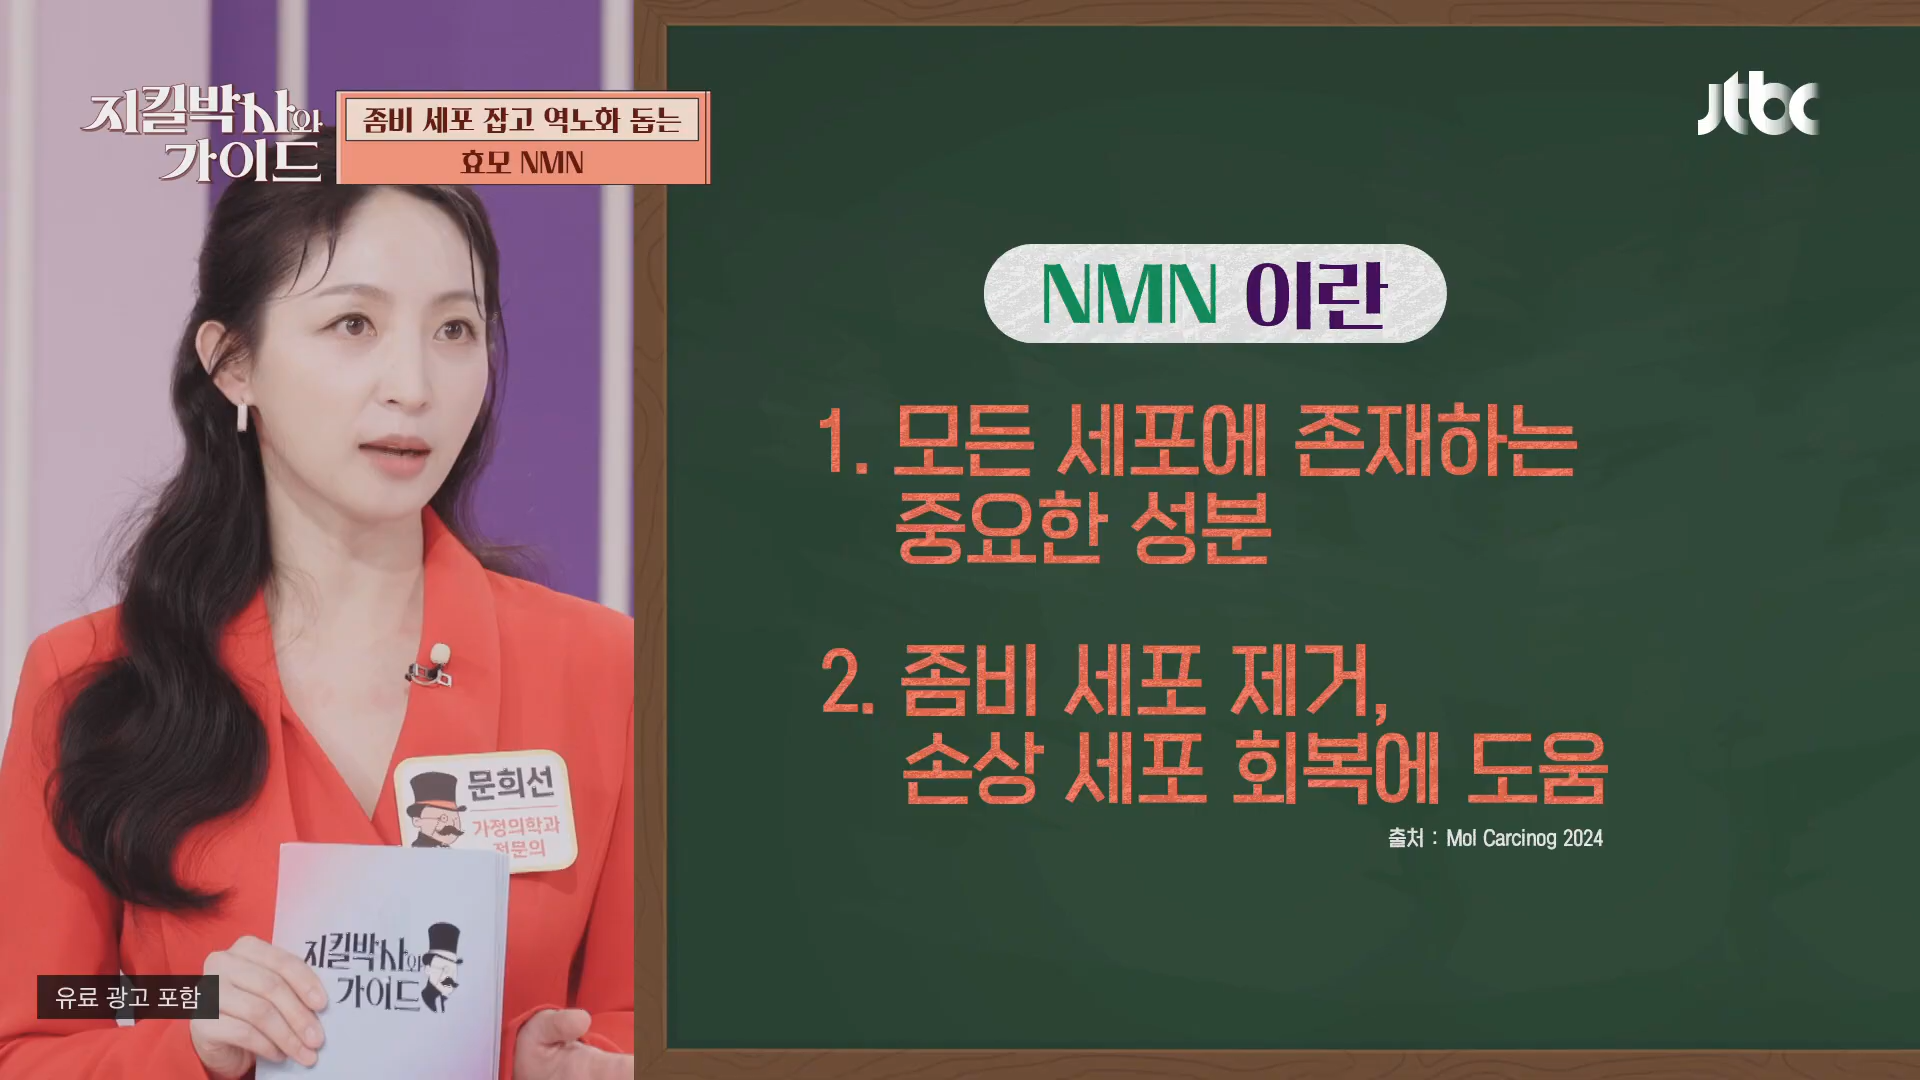 지킬박사와
가이드
좀비 세포 잡고 역노화 돕는
효모 NMN
jtbc
NMN 이란
1. 모든 세포에 존재하는
중요한 성분
2. 좀비 세포 제거,
손상 세포 회복에 도움
출처 : Mol Carcinog 2024
문희선
가정의학과
전문의
지킬박사와
가이드
유료 광고 포함